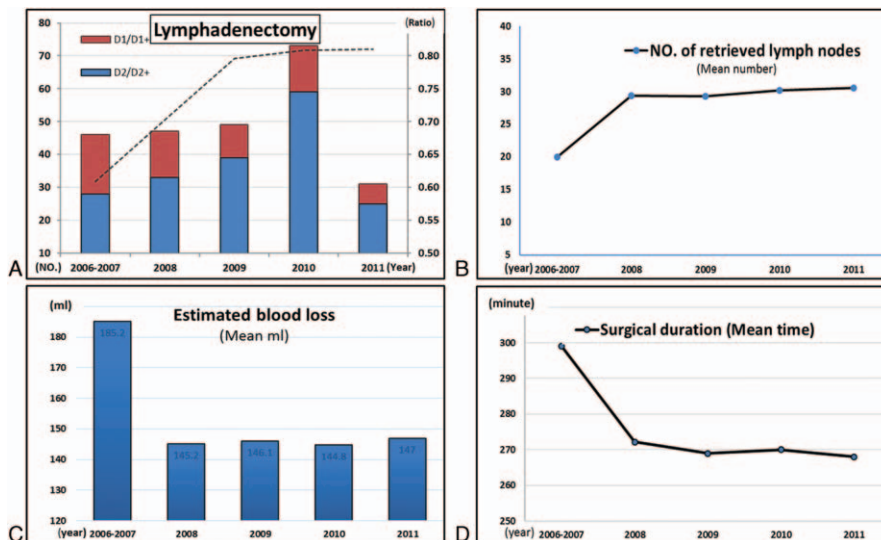 Lymphadenectomy
(Ratio)
D1/D1+
D2/D2+
80
70
60
50
40
30
20
10
0.80
0.75
0.70
0.65
0.60
0.55
0.50
(NO.) 2006-2007 2008 2009 2010 2011 (Year)
A
NO. of retrieved lymph nodes
(Mean number)
40
35
30
25
20
15
10
5
(year) 2006-2007 2008 2009 2010 2011
B
(ml)
Estimated blood loss
(Mean ml)
180
170
160
150
140
130
120
185.2
145.2
146.1
144.8
147
(year) 2006-2007 2008 2009 2010 2011
C
(minute)
Surgical duration (Mean time)
300
290
280
270
260
250
(year) 2006-2007 2008 2009 2010 2011
D